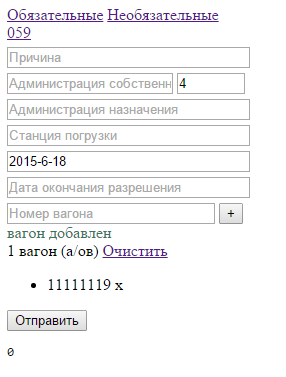 Обязательные Необязательные
059
Причина
Администрация собственн 4
Администрация назначения
Станция погрузки
2015-6-18
Дата окончания разрешения
Номер вагона +
вагон добавлен
1 вагон (а/ов) Очистить
11111119 x
Отправить
0